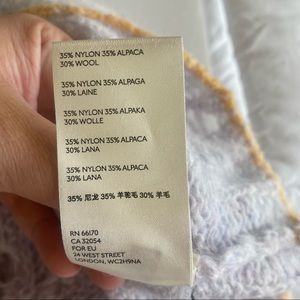 35% NYLON 35% ALPACA
30% WOOL
35% NYLON 35% ALPAGA
30% LAINE
35% NYLON 35% ALPAKA
30% WOLLE
35% NYLON 35% ALPACA
30% LANA
35% NYLON 35% ALPACA
30% LANA
35% 尼龙 35% 羊驼毛 30% 羊毛
RN 66170
CA 32054
FOR EU
24 WEST STREET
LONDON, WC2H9NA